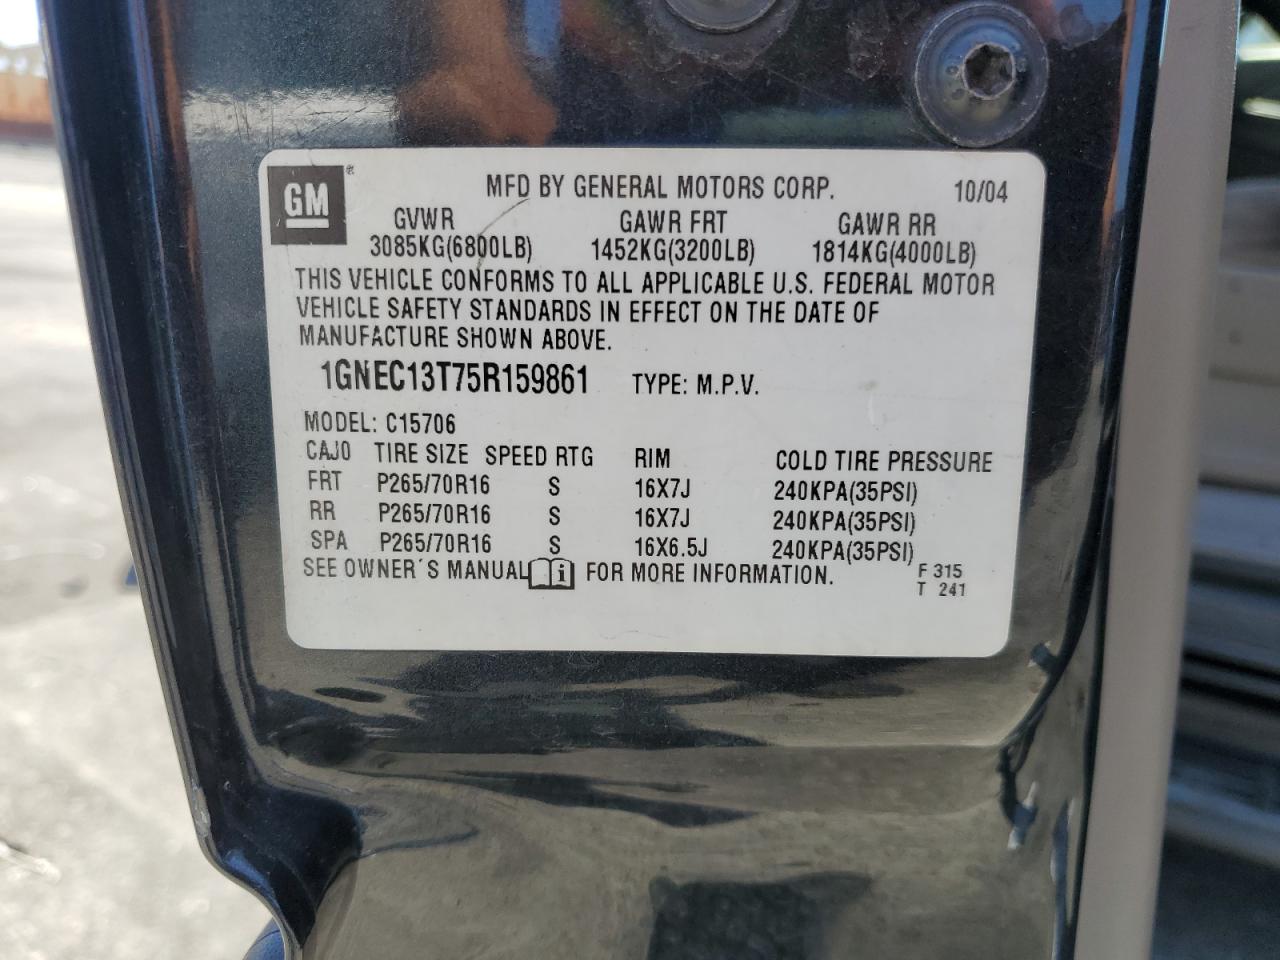 GM® MFD BY GENERAL MOTORS CORP. 10/04
GVWR GAWR FRT GAWR RR
3085KG(6800LB) 1452KG(3200LB) 1814KG(4000LB)
THIS VEHICLE CONFORMS TO ALL APPLICABLE U.S. FEDERAL MOTOR
VEHICLE SAFETY STANDARDS IN EFFECT ON THE DATE OF
MANUFACTURE SHOWN ABOVE.
1GNEC13T75R159861 TYPE: M.P.V.
MODEL: C15706
CAJO TIRE SIZE SPEED RTG RIM COLD TIRE PRESSURE
FRT P265/70R16 S 16X7J 240KPA(35PSI)
RR P265/70R16 S 16X7J 240KPA(35PSI)
SPA P265/70R16 S 16X6.5J 240KPA(35PSI)
SEE OWNER´S MANUAL i FOR MORE INFORMATION. F 315
T 241